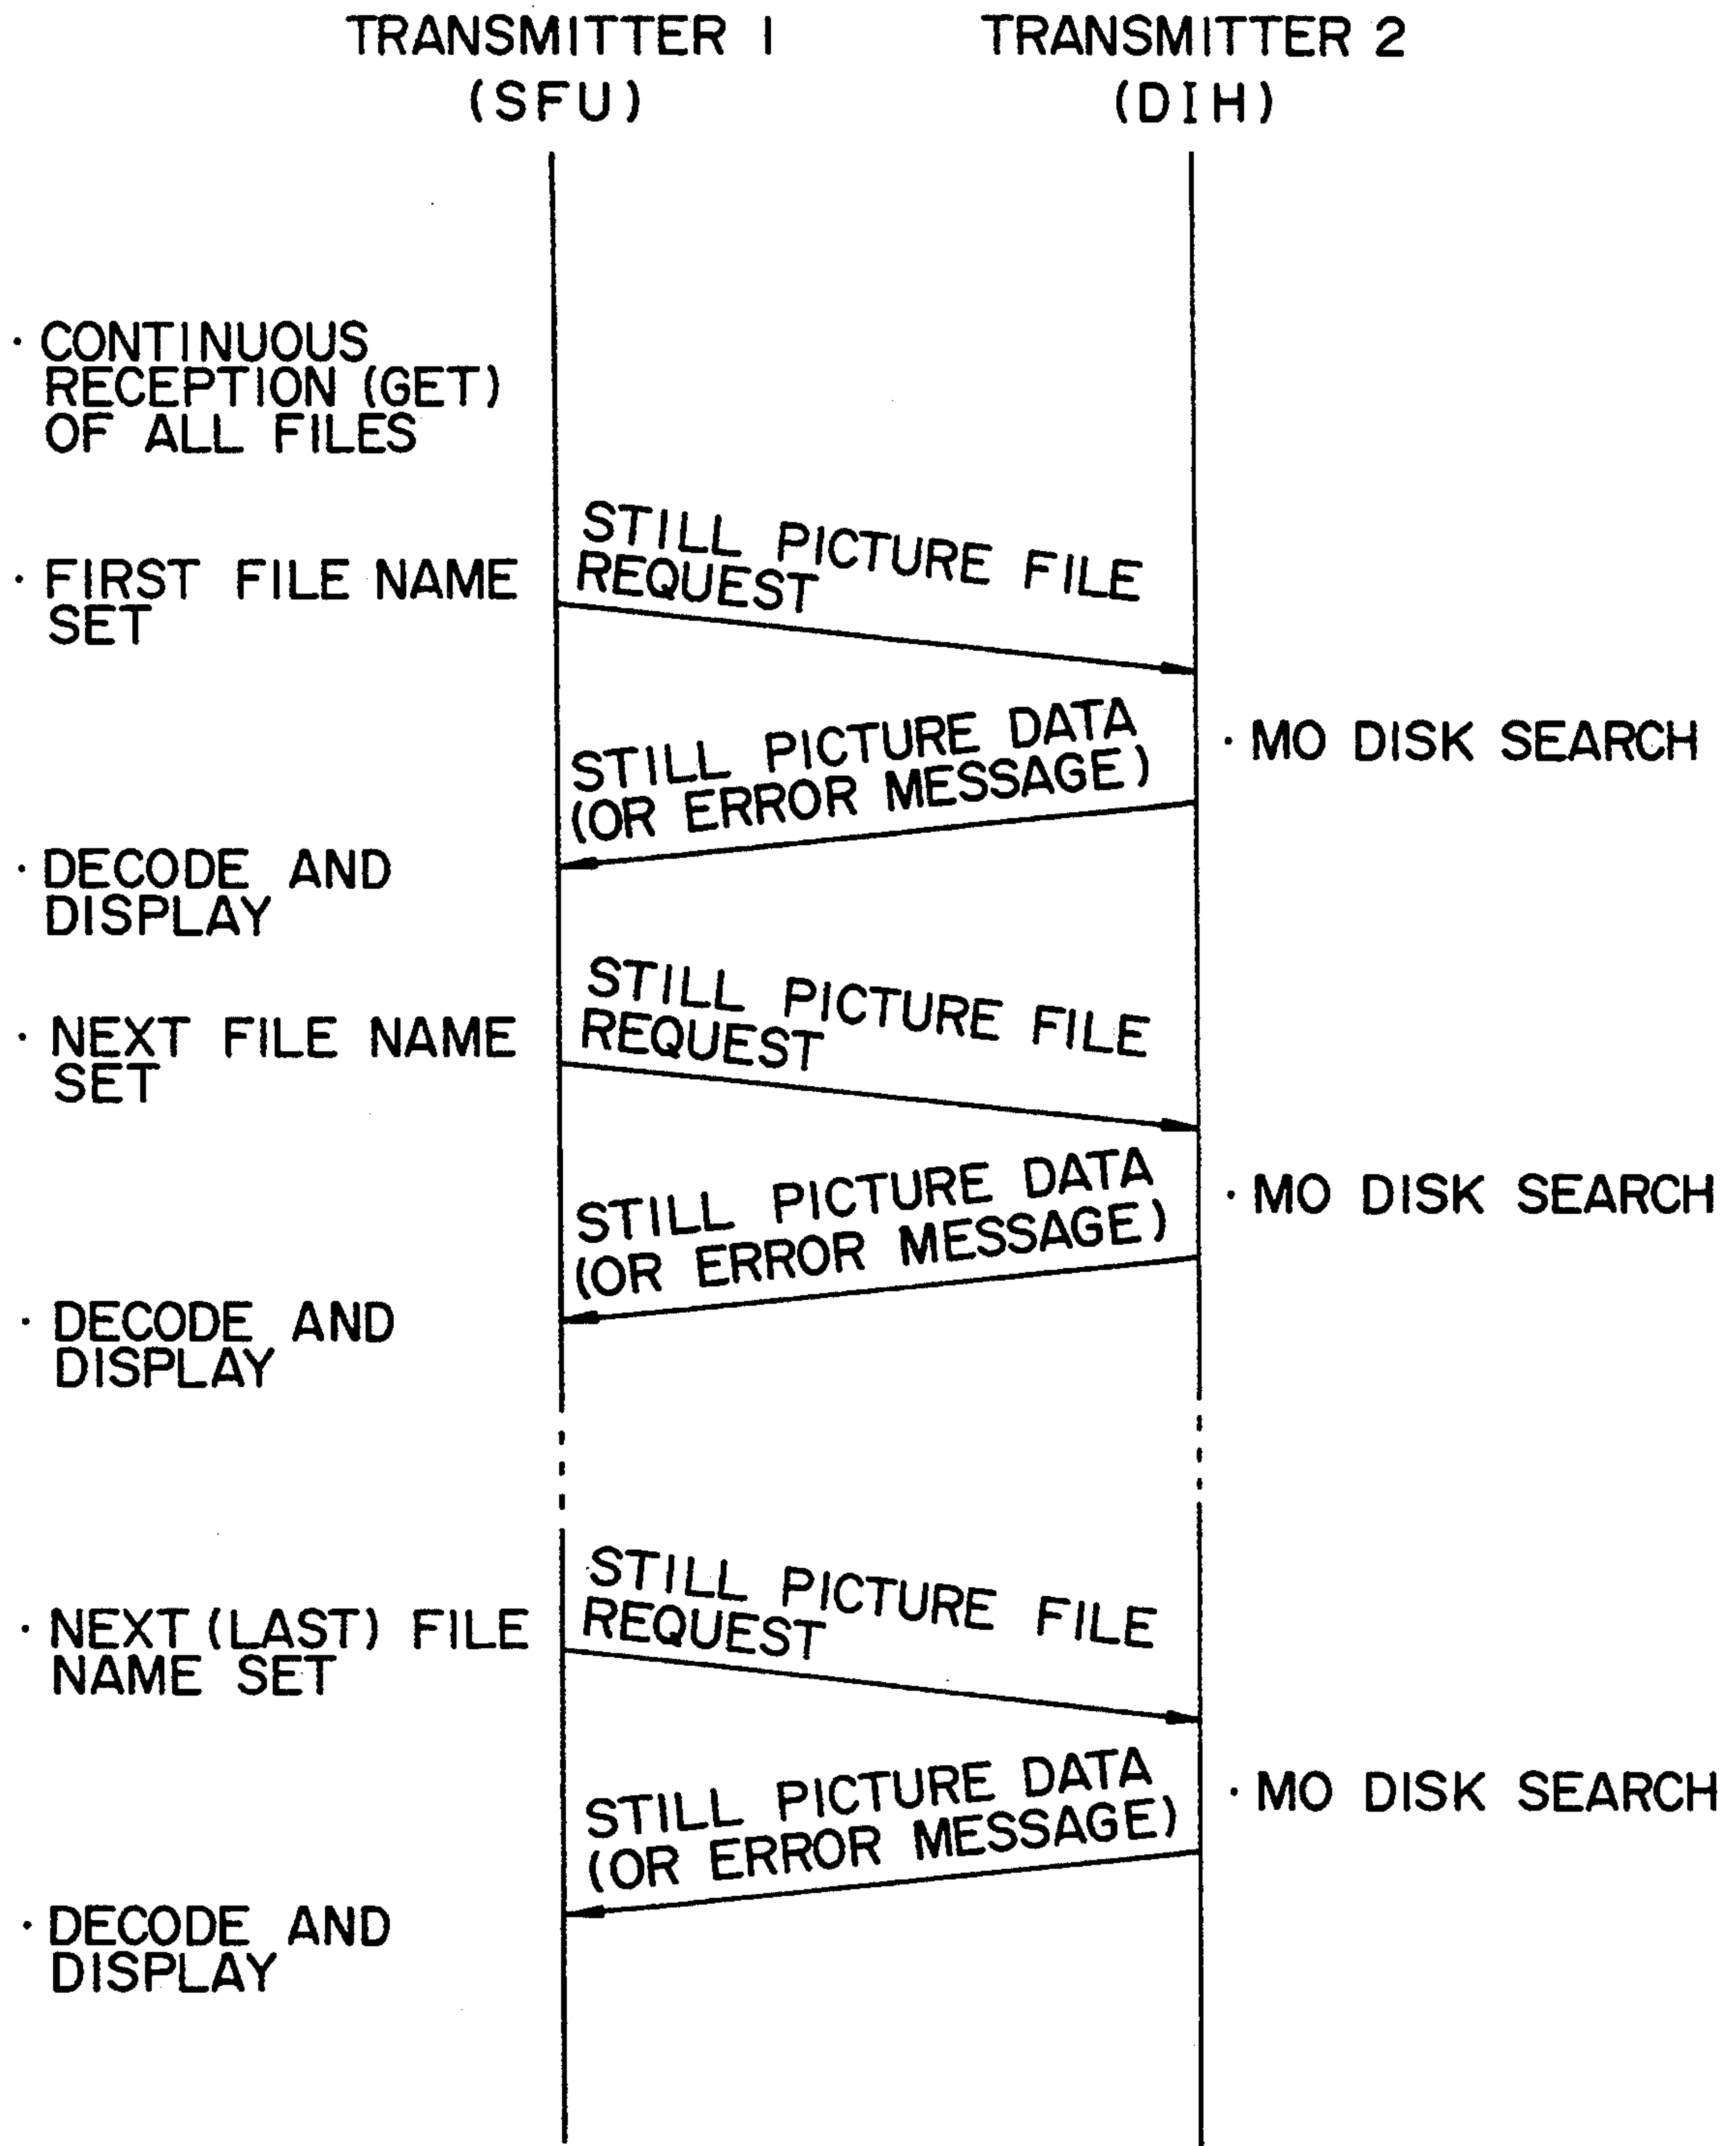 TRANSMITTER 1
(SFU)
TRANSMITTER 2
(DIH)
· CONTINUOUS
RECEPTION (GET)
OF ALL FILES
· FIRST FILE NAME
SET
STILL PICTURE FILE
REQUEST
STILL PICTURE DATA
(OR ERROR MESSAGE)
· MO DISK SEARCH
· DECODE AND
DISPLAY
· NEXT FILE NAME
SET
STILL PICTURE FILE
REQUEST
STILL PICTURE DATA
(OR ERROR MESSAGE)
· MO DISK SEARCH
· DECODE AND
DISPLAY
· NEXT (LAST) FILE
NAME SET
STILL PICTURE FILE
REQUEST
STILL PICTURE DATA
(OR ERROR MESSAGE)
· MO DISK SEARCH
· DECODE AND
DISPLAY